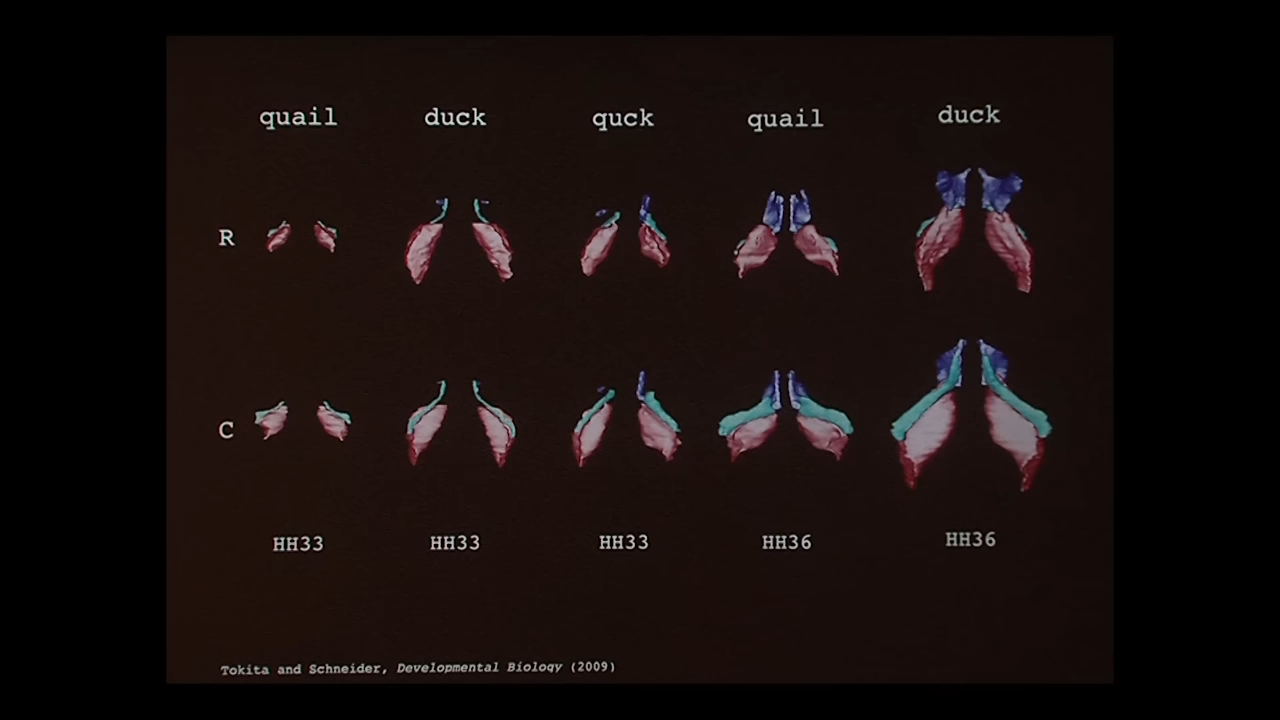 quail duck quck quail duck
R
C
HH33 HH33 HH33 HH36 HH36
Tokita and Schneider, Developmental Biology (2009)